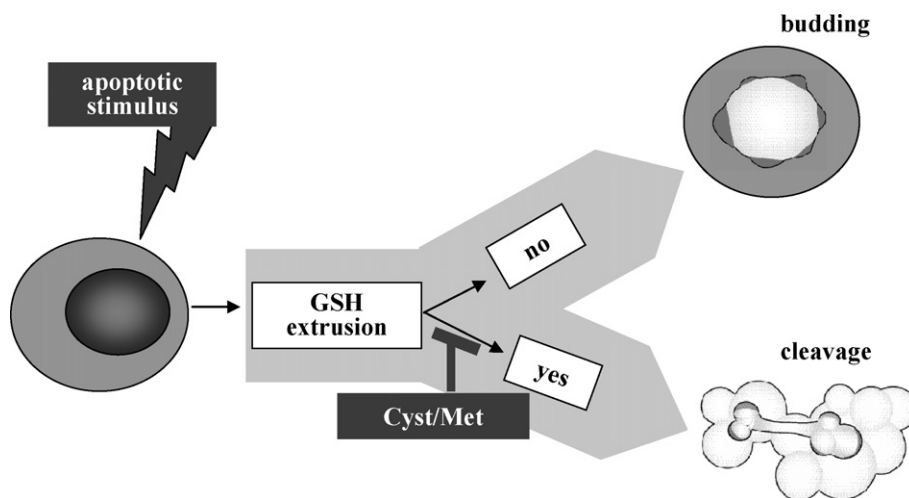 budding
apoptotic
stimulus
no
GSH
extrusion
yes
cleavage
Cyst/Met